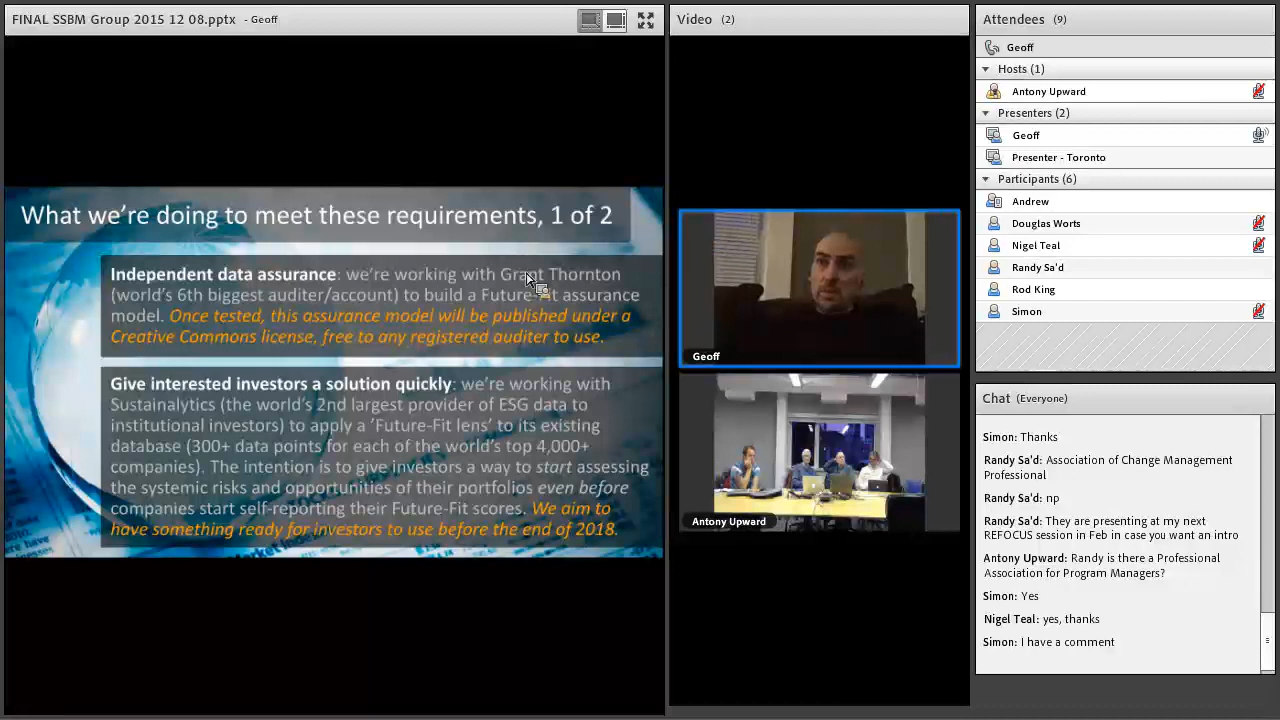 FINAL SSBM Group 2015 12 08.pptx - Geoff
What we're doing to meet these requirements, 1 of 2
Independent data assurance: we're working with Grant Thornton
(world's 6th biggest auditer/account) to build a Future-Fit assurance
model. Once tested, this assurance model will be published under a
Creative Commons license, free to any registered auditer to use.
Give interested investors a solution quickly: we're working with
Sustainalytics (the world's 2nd largest provider of ESG data to
institutional investors) to apply a 'Future-Fit lens' to its existing
database (300+ data points for each of the world's top 4,000+
companies). The intention is to give investors a way to start assessing
the systemic risks and opportunities of their portfolios even before
companies start self-reporting their Future-Fit scores. We aim to
have something ready for investors to use before the end of 2018.
Video (2)
Geoff
Antony Upward
Attendees (9)
Geoff
Hosts (1)
Antony Upward
Presenters (2)
Geoff
Presenter - Toronto
Participants (6)
Andrew
Douglas Worts
Nigel Teal
Randy Sa'd
Rod King
Simon
Chat (Everyone)
Simon: Thanks
Randy Sa'd: Association of Change Management
Professional
Randy Sa'd: np
Randy Sa'd: They are presenting at my next
REFOCUS session in Feb in case you want an intro
Antony Upward: Randy is there a Professional
Association for Program Managers?
Simon: Yes
Nigel Teal: yes, thanks
Simon: I have a comment